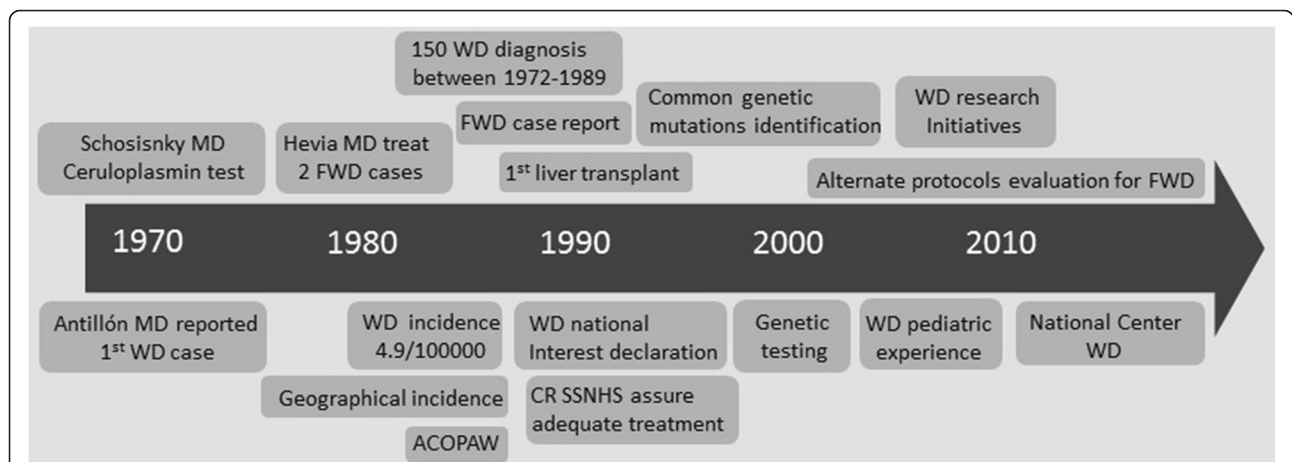 150 WD diagnosis
between 1972-1989
Common genetic
mutations identification
WD research
Initiatives
FWD case report
Schosisnky MD
Ceruloplasmin test
Hevia MD treat
2 FWD cases
1st liver transplant
Alternate protocols evaluation for FWD
1970
1980
1990
2000
2010
Antillón MD reported
1st WD case
WD incidence
4.9/100000
WD national
Interest declaration
Genetic
testing
WD pediatric
experience
National Center
WD
Geographical incidence
CR SSNHS assure
adequate treatment
ACOPAW